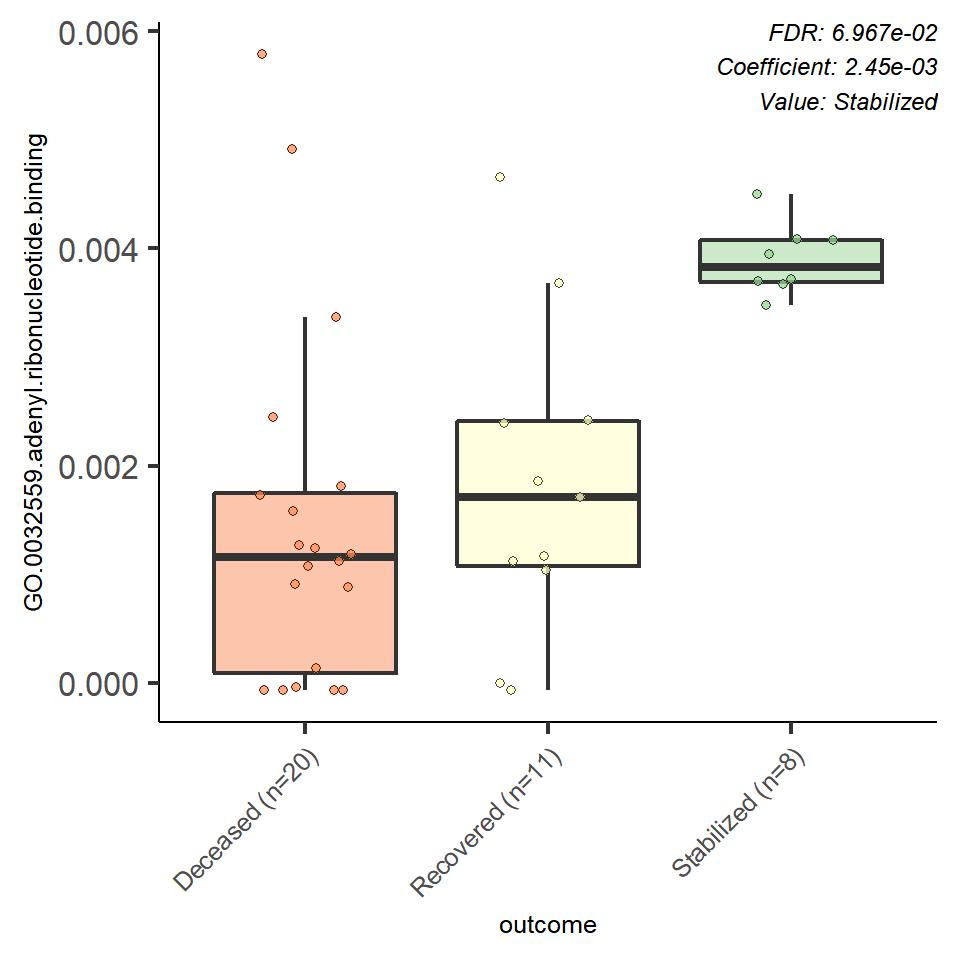 FDR: 6.967e-02
Coefficient: 2.45e-03
Value: Stabilized
GO.0032559.adenyl.ribonucleotide.binding
0.006
0.004
0.002
0.000
Deceased (n=20)
Recovered (n=11)
Stabilized (n=8)
outcome